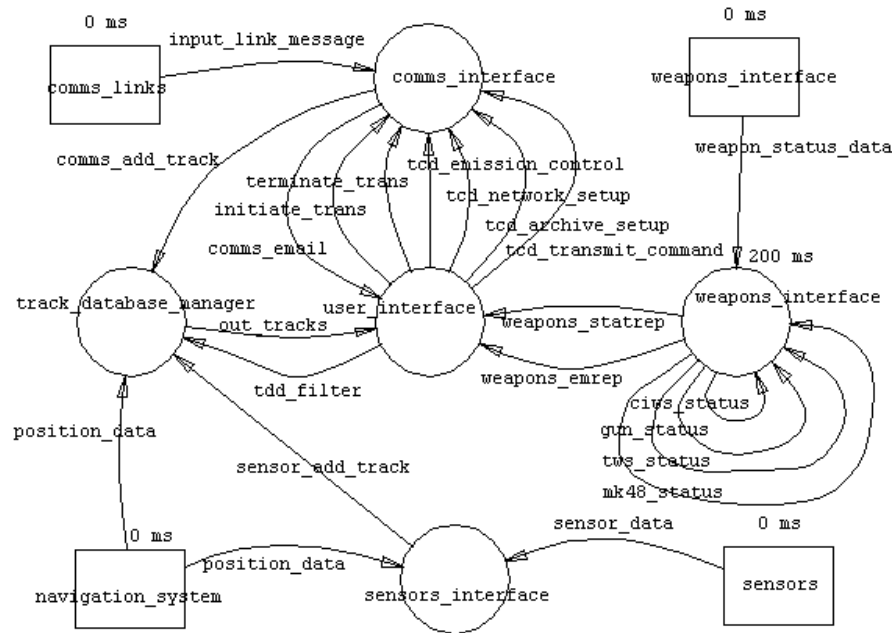 0 ms
0 ms
input_link_message
comms_links
comms_interface
weapons_interface
comms_add_track
weapon_status_data
tcd_emission_control
terminate_trans
tcd_network_setup
initiate_trans
tcd_archive_setup
comms_email
tcd_transmit_command
200 ms
track_database_manager
user_interface
weapons_interface
out_tracks
weapons_statrep
tdd_filter
weapons_emrep
ciws_status
gun_status
position_data
tws_status
sensor_add_track
mk48_status
0 ms
sensor_data
0 ms
position_data
navigation_system
sensors_interface
sensors